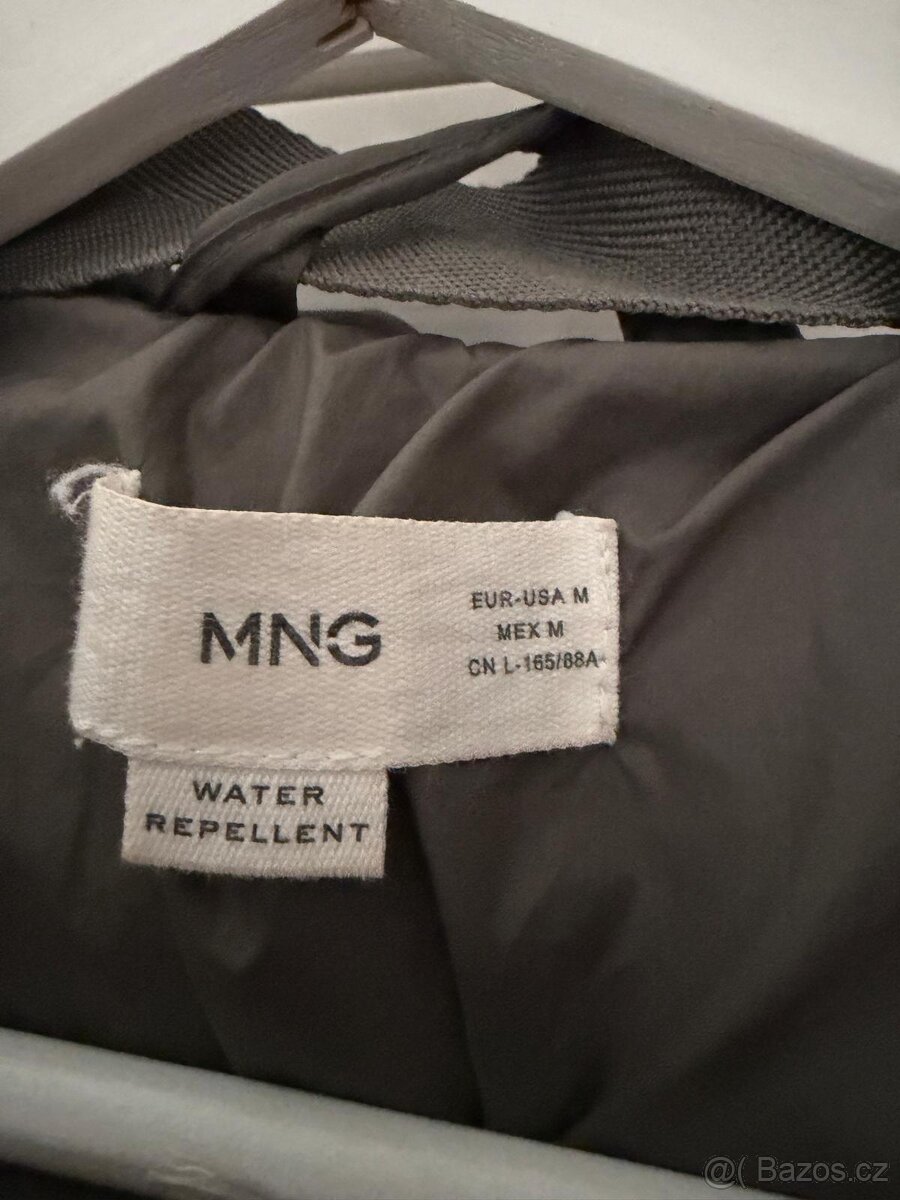 MNG
EUR-USA M
MEX M
CN L-165/88A
WATER
REPELLENT
@( Bazos.cz